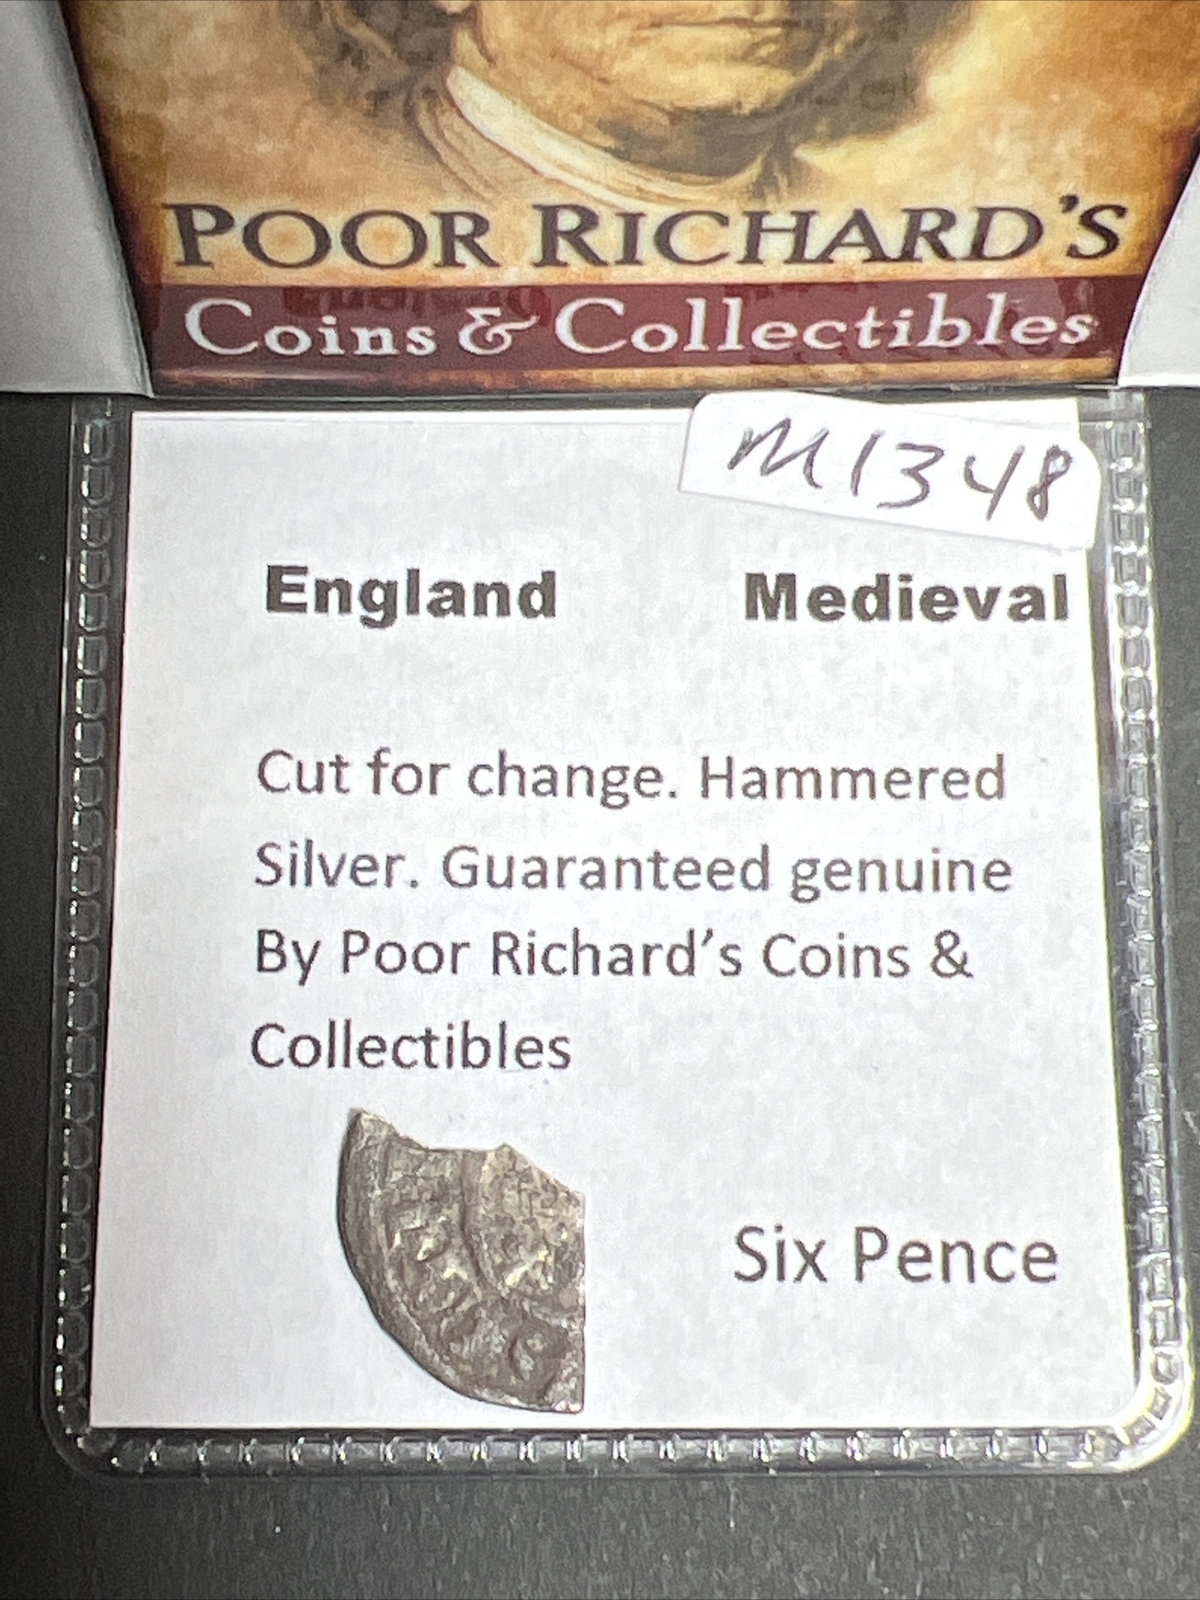 POOR RICHARD'S
Coins & Collectibles
M1348
England Medieval
Cut for change. Hammered
Silver. Guaranteed genuine
By Poor Richard's Coins &
Collectibles
Six Pence